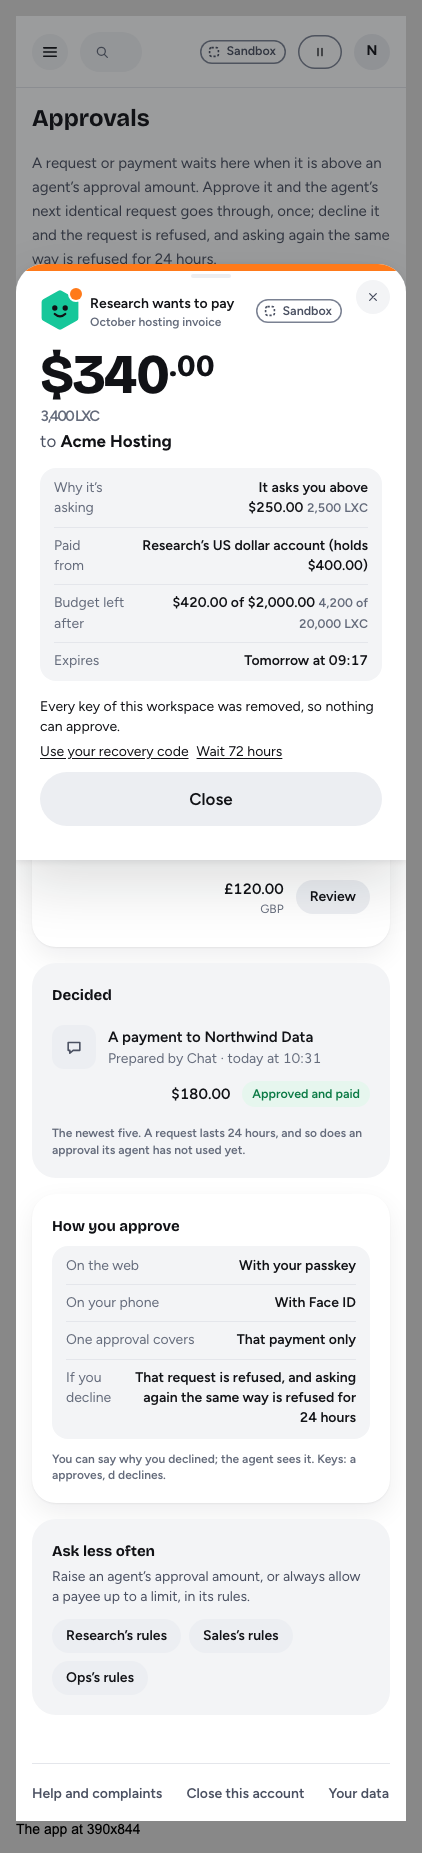 Sandbox
N
Approvals
A request or payment waits here when it is above an
agent's approval amount. Approve it and the agent's
next identical request goes through, once; decline it
and the request is refused, and asking again the same
way is refused for 24 hours.
Research wants to pay
October hosting invoice
Sandbox
$340.00
3,400 LXC
to Acme Hosting
Why it's
asking
It asks you above
$250.00 2,500 LXC
Paid
from
Research's US dollar account (holds
$400.00)
Budget left
after
$420.00 of $2,000.00 4,200 of
20,000 LXC
Expires
Tomorrow at 09:17
Every key of this workspace was removed, so nothing
can approve.
Use your recovery code Wait 72 hours
Close
£120.00
GBP
Review
Decided
A payment to Northwind Data
Prepared by Chat · today at 10:31
$180.00
Approved and paid
The newest five. A request lasts 24 hours, and so does an
approval its agent has not used yet.
How you approve
On the web
With your passkey
On your phone
With Face ID
One approval covers
That payment only
If you
decline
That request is refused, and asking
again the same way is refused for
24 hours
You can say why you declined; the agent sees it. Keys: a
approves, d declines.
Ask less often
Raise an agent's approval amount, or always allow
a payee up to a limit, in its rules.
Research's rules
Sales's rules
Ops's rules
Help and complaints
Close this account
Your data
The app at 390x844